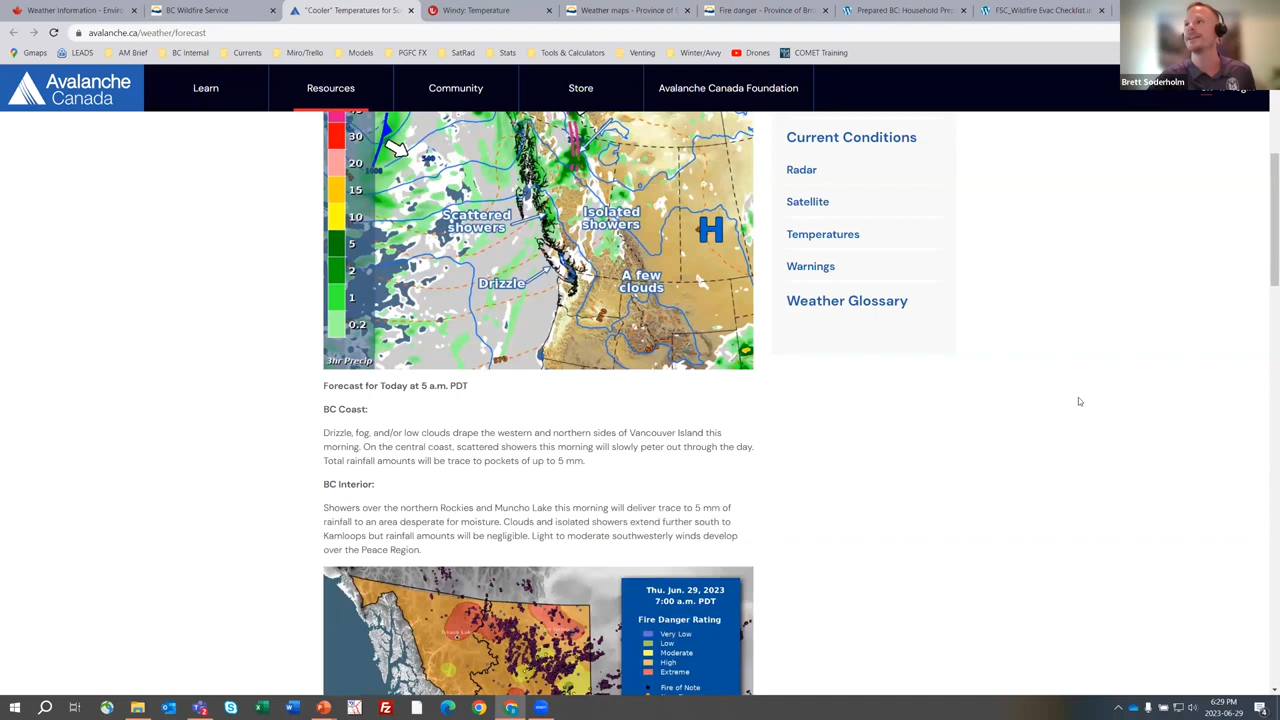 Weather Information - Enviro
BC Wildfire Service
"Cooler" Temperatures for So
Windy: Temperature
Weather maps - Province of E
Fire danger - Province of Brit
Prepared BC: Household Prep
FSC_Wildfire Evac Checklist.in
avalanche.ca/weather/forecast
Gmaps
LEADS
AM Brief
BC Internal
Currents
Miro/Trello
Models
PGFC FX
SatRad
Stats
Tools & Calculators
Venting
Winter/Avvy
Drones
COMET Training
Brett Soderholm
Avalanche
Canada
Learn
Resources
Community
Store
Avalanche Canada Foundation
30
20
15
10
5
2
1
0.2
3hr Precip
540
1000
Scattered
showers
Isolated
showers
H
Drizzle
A few
clouds
Current Conditions
Radar
Satellite
Temperatures
Warnings
Weather Glossary
Forecast for Today at 5 a.m. PDT
BC Coast:
Drizzle, fog, and/or low clouds drape the western and northern sides of Vancouver Island this
morning. On the central coast, scattered showers this morning will slowly peter out through the day.
Total rainfall amounts will be trace to pockets of up to 5 mm.
BC Interior:
Showers over the northern Rockies and Muncho Lake this morning will deliver trace to 5 mm of
rainfall to an area desperate for moisture. Clouds and isolated showers extend further south to
Kamloops but rainfall amounts will be negligible. Light to moderate southwesterly winds develop
over the Peace Region.
Thu. Jun. 29, 2023
7:00 a.m. PDT
Fire Danger Rating
Very Low
Low
Moderate
High
Extreme
Fire of Note
6:29 PM
2023-06-29
4